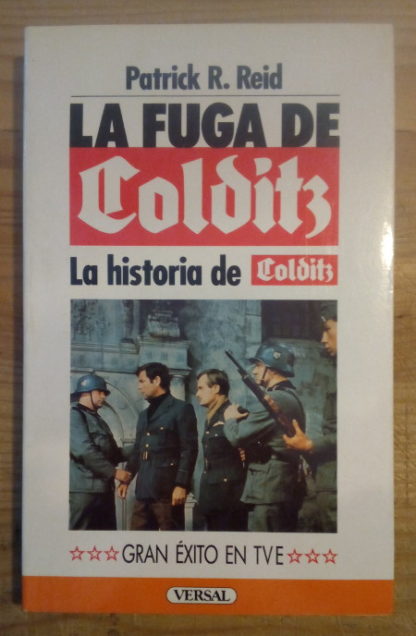 Patrick R. Reid
LA FUGA DE
Colditz
La historia de Colditz
☆☆☆GRAN ÉXITO EN TVE☆☆☆
VERSAL